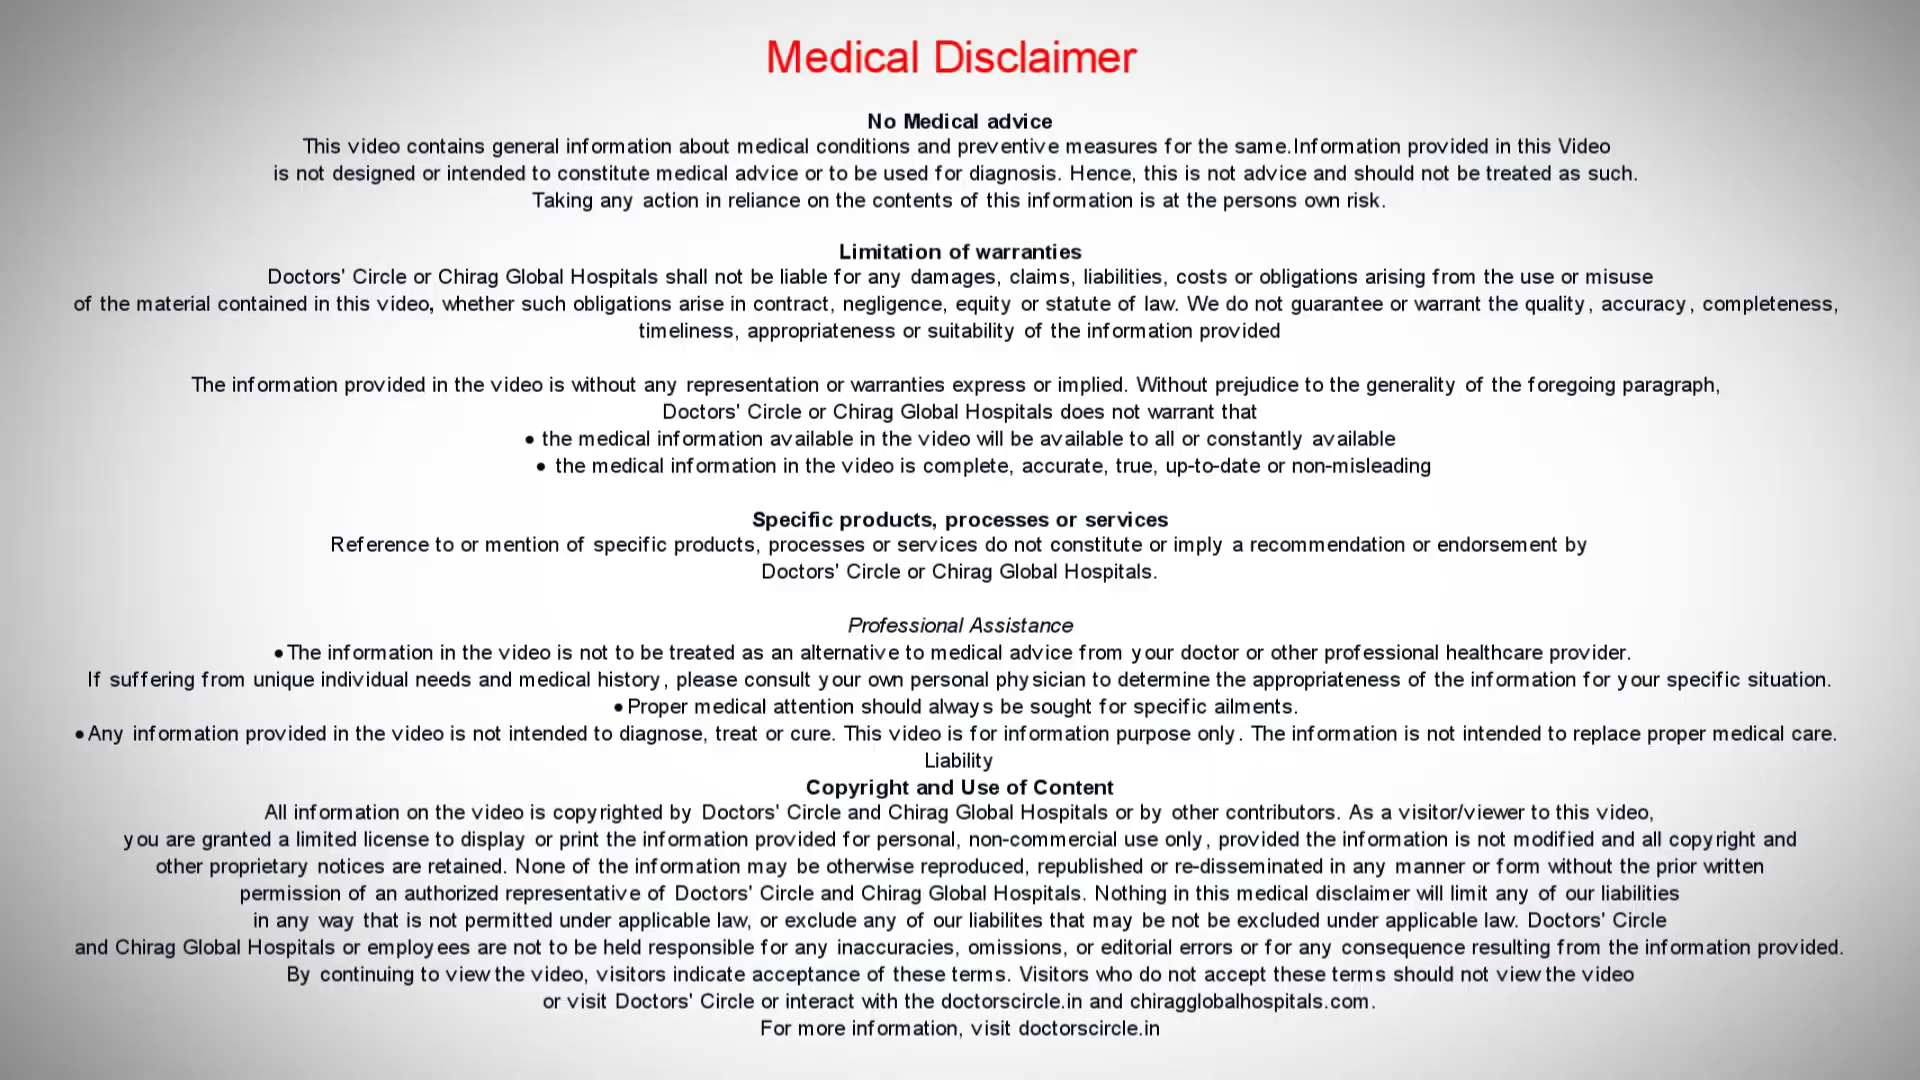 Medical Disclaimer
No Medical advice
This video contains general information about medical conditions and preventive measures for the same.Information provided in this Video
is not designed or intended to constitute medical advice or to be used for diagnosis. Hence, this is not advice and should not be treated as such.
Taking any action in reliance on the contents of this information is at the persons own risk.
Limitation of warranties
Doctors' Circle or Chirag Global Hospitals shall not be liable for any damages, claims, liabilities, costs or obligations arising from the use or misuse
of the material contained in this video, whether such obligations arise in contract, negligence, equity or statute of law. We do not guarantee or warrant the quality, accuracy, completeness,
timeliness, appropriateness or suitability of the information provided
The information provided in the video is without any representation or warranties express or implied. Without prejudice to the generality of the foregoing paragraph,
Doctors' Circle or Chirag Global Hospitals does not warrant that
• the medical information available in the video will be available to all or constantly available
• the medical information in the video is complete, accurate, true, up-to-date or non-misleading
Specific products, processes or services
Reference to or mention of specific products, processes or services do not constitute or imply a recommendation or endorsement by
Doctors' Circle or Chirag Global Hospitals.
Professional Assistance
•The information in the video is not to be treated as an alternative to medical advice from your doctor or other professional healthcare provider.
If suffering from unique individual needs and medical history, please consult your own personal physician to determine the appropriateness of the information for your specific situation.
•Proper medical attention should always be sought for specific ailments.
•Any information provided in the video is not intended to diagnose, treat or cure. This video is for information purpose only. The information is not intended to replace proper medical care.
Liability
Copyright and Use of Content
All information on the video is copyrighted by Doctors' Circle and Chirag Global Hospitals or by other contributors. As a visitor/viewer to this video,
you are granted a limited license to display or print the information provided for personal, non-commercial use only, provided the information is not modified and all copyright and
other proprietary notices are retained. None of the information may be otherwise reproduced, republished or re-disseminated in any manner or form without the prior written
permission of an authorized representative of Doctors' Circle and Chirag Global Hospitals. Nothing in this medical disclaimer will limit any of our liabilities
in any way that is not permitted under applicable law, or exclude any of our liabilites that may be not be excluded under applicable law. Doctors' Circle
and Chirag Global Hospitals or employees are not to be held responsible for any inaccuracies, omissions, or editorial errors or for any consequence resulting from the information provided.
By continuing to view the video, visitors indicate acceptance of these terms. Visitors who do not accept these terms should not view the video
or visit Doctors' Circle or interact with the doctorscircle.in and chiragglobalhospitals.com.
For more information, visit doctorscircle.in